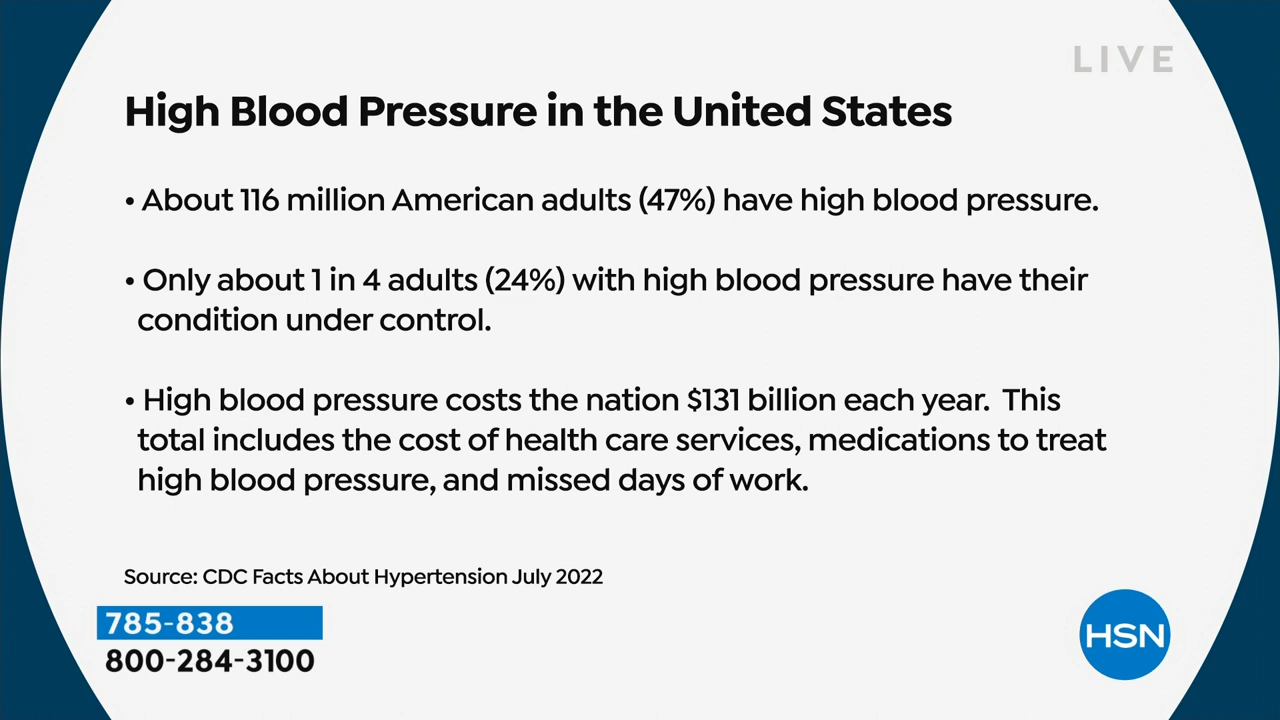 LIVE
High Blood Pressure in the United States
• About 116 million American adults (47%) have high blood pressure.
• Only about 1 in 4 adults (24%) with high blood pressure have their
condition under control.
• High blood pressure costs the nation $131 billion each year.  This
total includes the cost of health care services, medications to treat
high blood pressure, and missed days of work.
Source: CDC Facts About Hypertension July 2022
785-838
800-284-3100
HSN